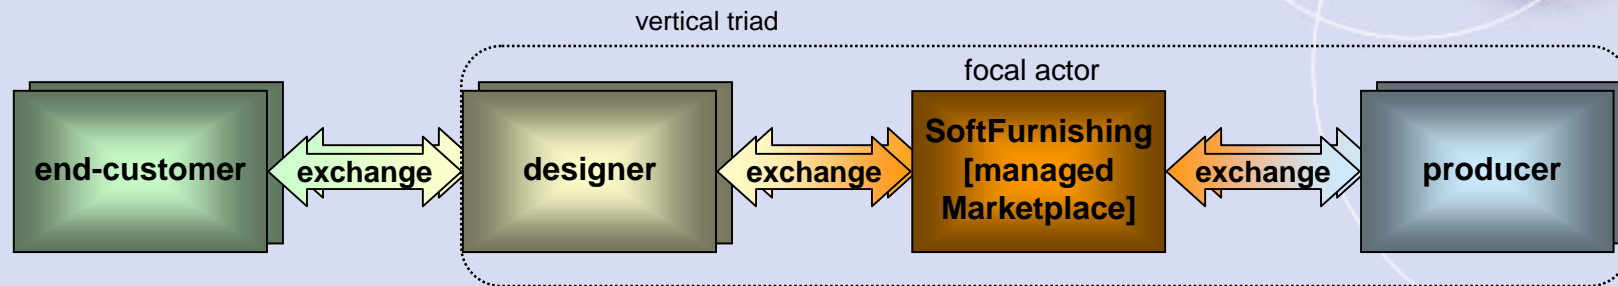 vertical triad
focal actor
end-customer
exchange
designer
exchange
SoftFurnishing
[managed
Marketplace]
exchange
producer